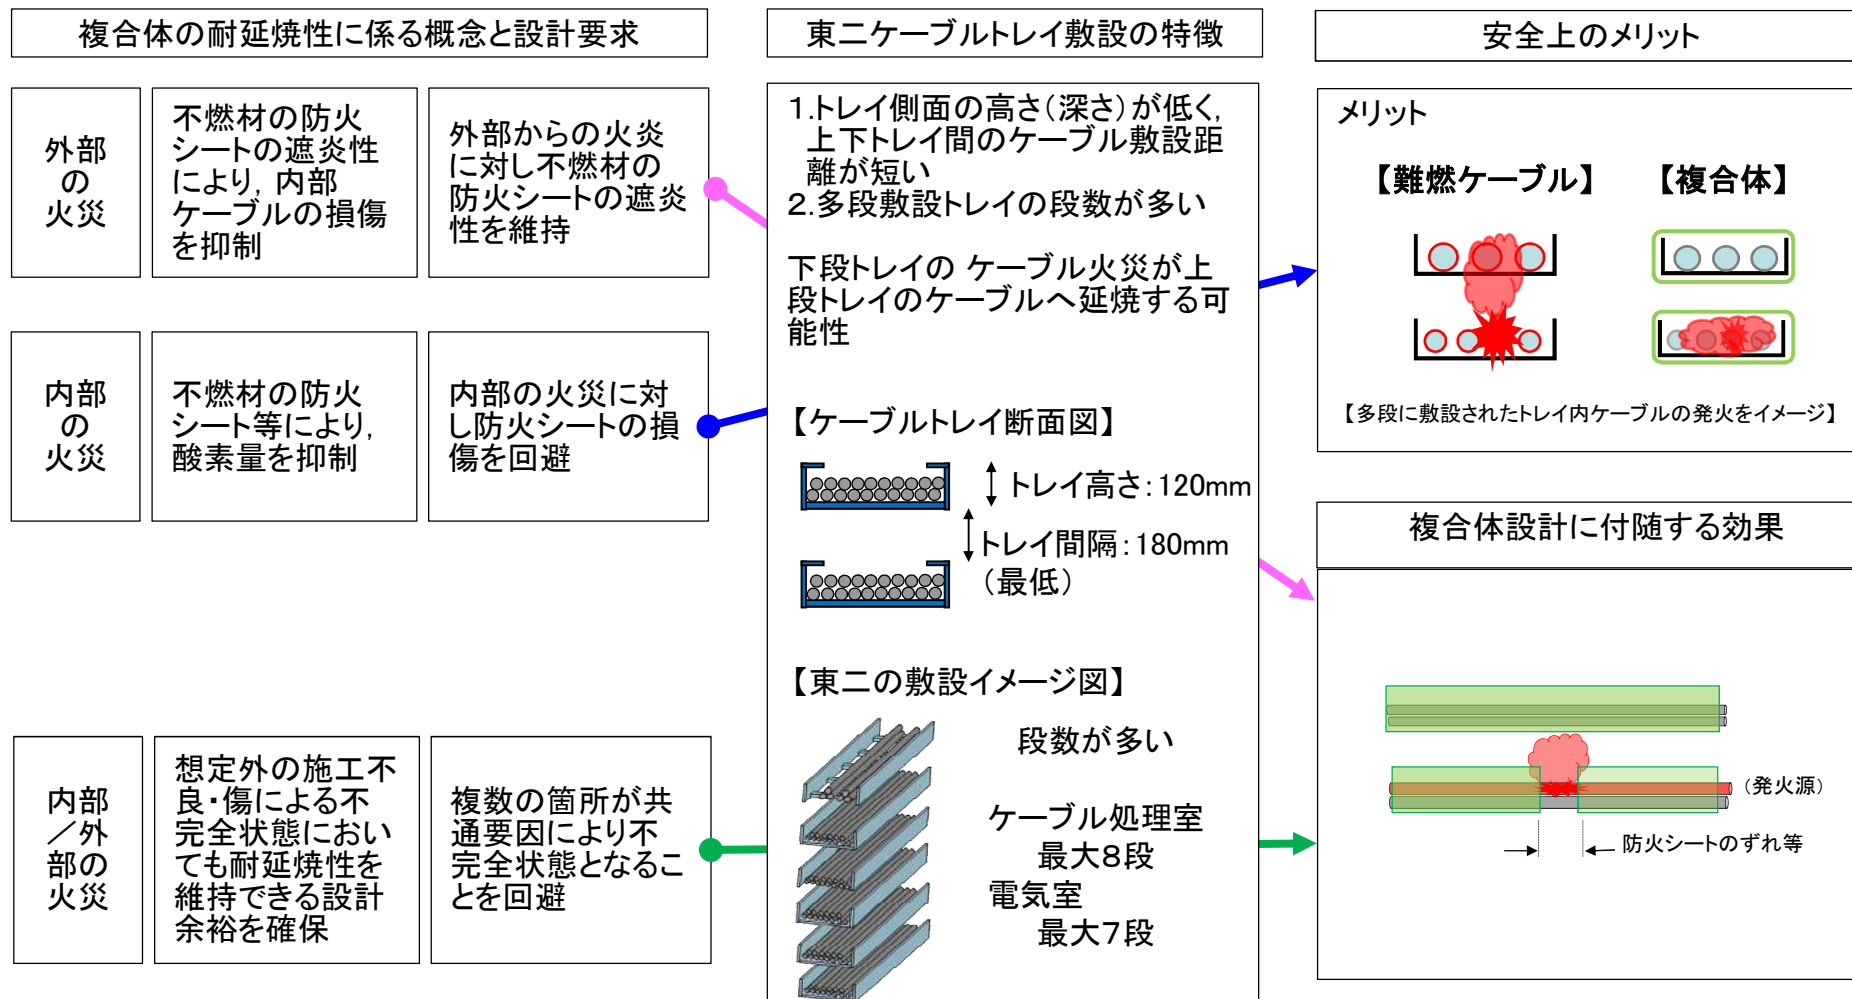 複合体の耐延焼性に係る概念と設計要求
外部
の
火災
不燃材の防火
シートの遮炎性
により，内部
ケーブルの損傷
を抑制
外部からの火炎
に対し不燃材の
防火シートの遮炎
性を維持
内部
の
火災
不燃材の防火
シート等により，
酸素量を抑制
内部の火災に対
し防火シートの損
傷を回避
内部
／外
部の
火災
想定外の施工不
良・傷による不
完全状態におい
ても耐延焼性を
維持できる設計
余裕を確保
複数の箇所が共
通要因により不
完全状態となるこ
とを回避
東二ケーブルトレイ敷設の特徴
１.トレイ側面の高さ（深さ）が低く，
上下トレイ間のケーブル敷設距
離が短い
２.多段敷設トレイの段数が多い
下段トレイの ケーブル火災が上
段トレイのケーブルへ延焼する可
能性
【ケーブルトレイ断面図】
トレイ高さ：120mm
トレイ間隔：180mm
（最低）
【東二の敷設イメージ図】
段数が多い
ケーブル処理室
最大８段
電気室
最大７段
安全上のメリット
メリット
【難燃ケーブル】 【複合体】
【多段に敷設されたトレイ内ケーブルの発火をイメージ】
複合体設計に付随する効果
（発火源）
防火シートのずれ等